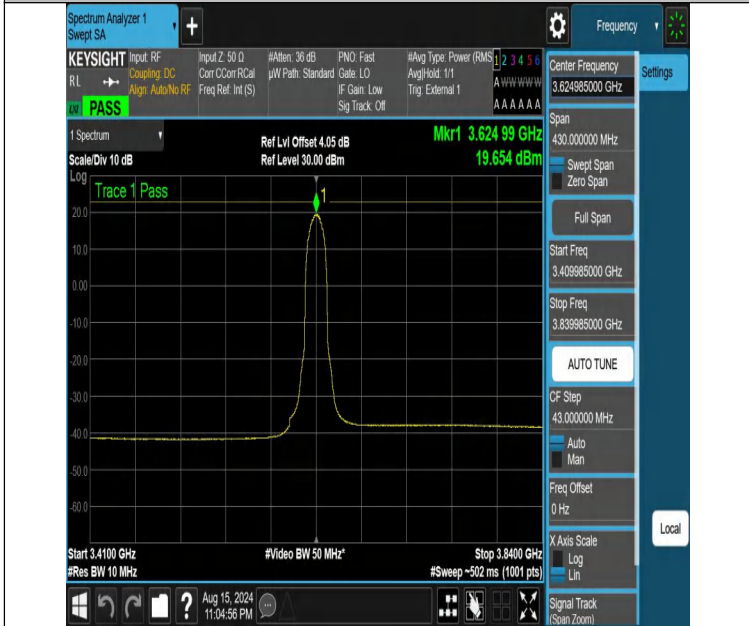 Spectrum Analyzer 1
Swept SA
+
Frequency
KEYSIGHT
RL
LXI
PASS
Input: RF
Coupling: DC
Align: Auto/No RF
Input Z: 50 Ω
Corr CCorr RCal
Freq Ref: Int (S)
#Atten: 36 dB
µW Path: Standard
PNO: Fast
Gate: LO
IF Gain: Low
Sig Track: Off
#Avg Type: Power (RMS
Avg|Hold: 1/1
Trig: External 1
1 2 3 4 5 6
A W W W W W
A A A A A A
1 Spectrum
Scale/Div 10 dB
Ref Lvl Offset 4.05 dB
Ref Level 30.00 dBm
Mkr1 3.624 99 GHz
19.654 dBm
Log
Trace 1 Pass
1
20.0
10.0
0.00
-10.0
-20.0
-30.0
-40.0
-50.0
-60.0
Start 3.4100 GHz
#Res BW 10 MHz
#Video BW 50 MHz*
Stop 3.8400 GHz
#Sweep ~502 ms (1001 pts)
?
Aug 15, 2024
11:04:56 PM
Center Frequency
3.624985000 GHz
Settings
Span
430.000000 MHz
Swept Span
Zero Span
Full Span
Start Freq
3.409985000 GHz
Stop Freq
3.839985000 GHz
AUTO TUNE
CF Step
43.000000 MHz
Auto
Man
Freq Offset
0 Hz
Local
X Axis Scale
Log
Lin
Signal Track
(Span Zoom)